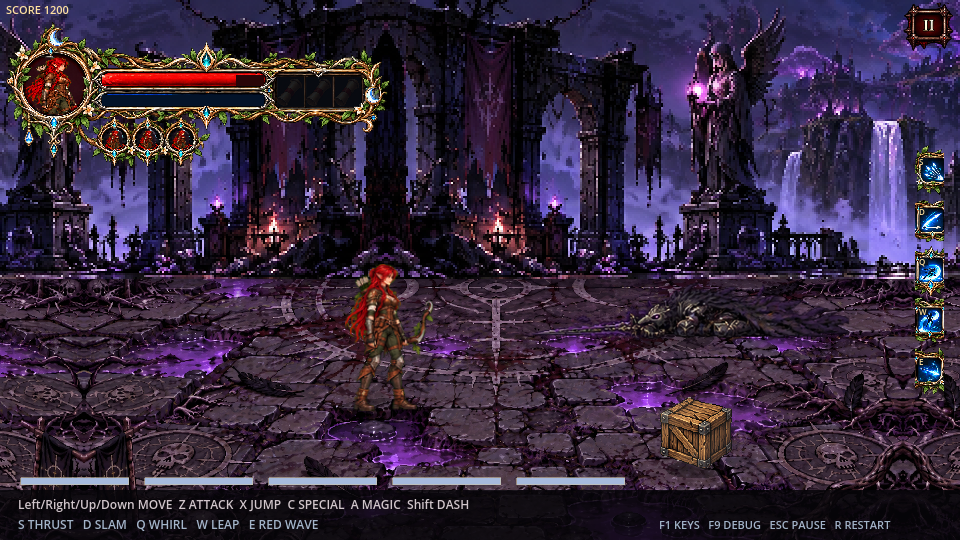 SCORE 1200
Left/Right/Up/Down MOVE  Z ATTACK  X JUMP  C SPECIAL  A MAGIC  Shift DASH
S THRUST  D SLAM  Q WHIRL  W LEAP  E RED WAVE
F1 KEYS  F9 DEBUG  ESC PAUSE  R RESTART
D
Q
W
E